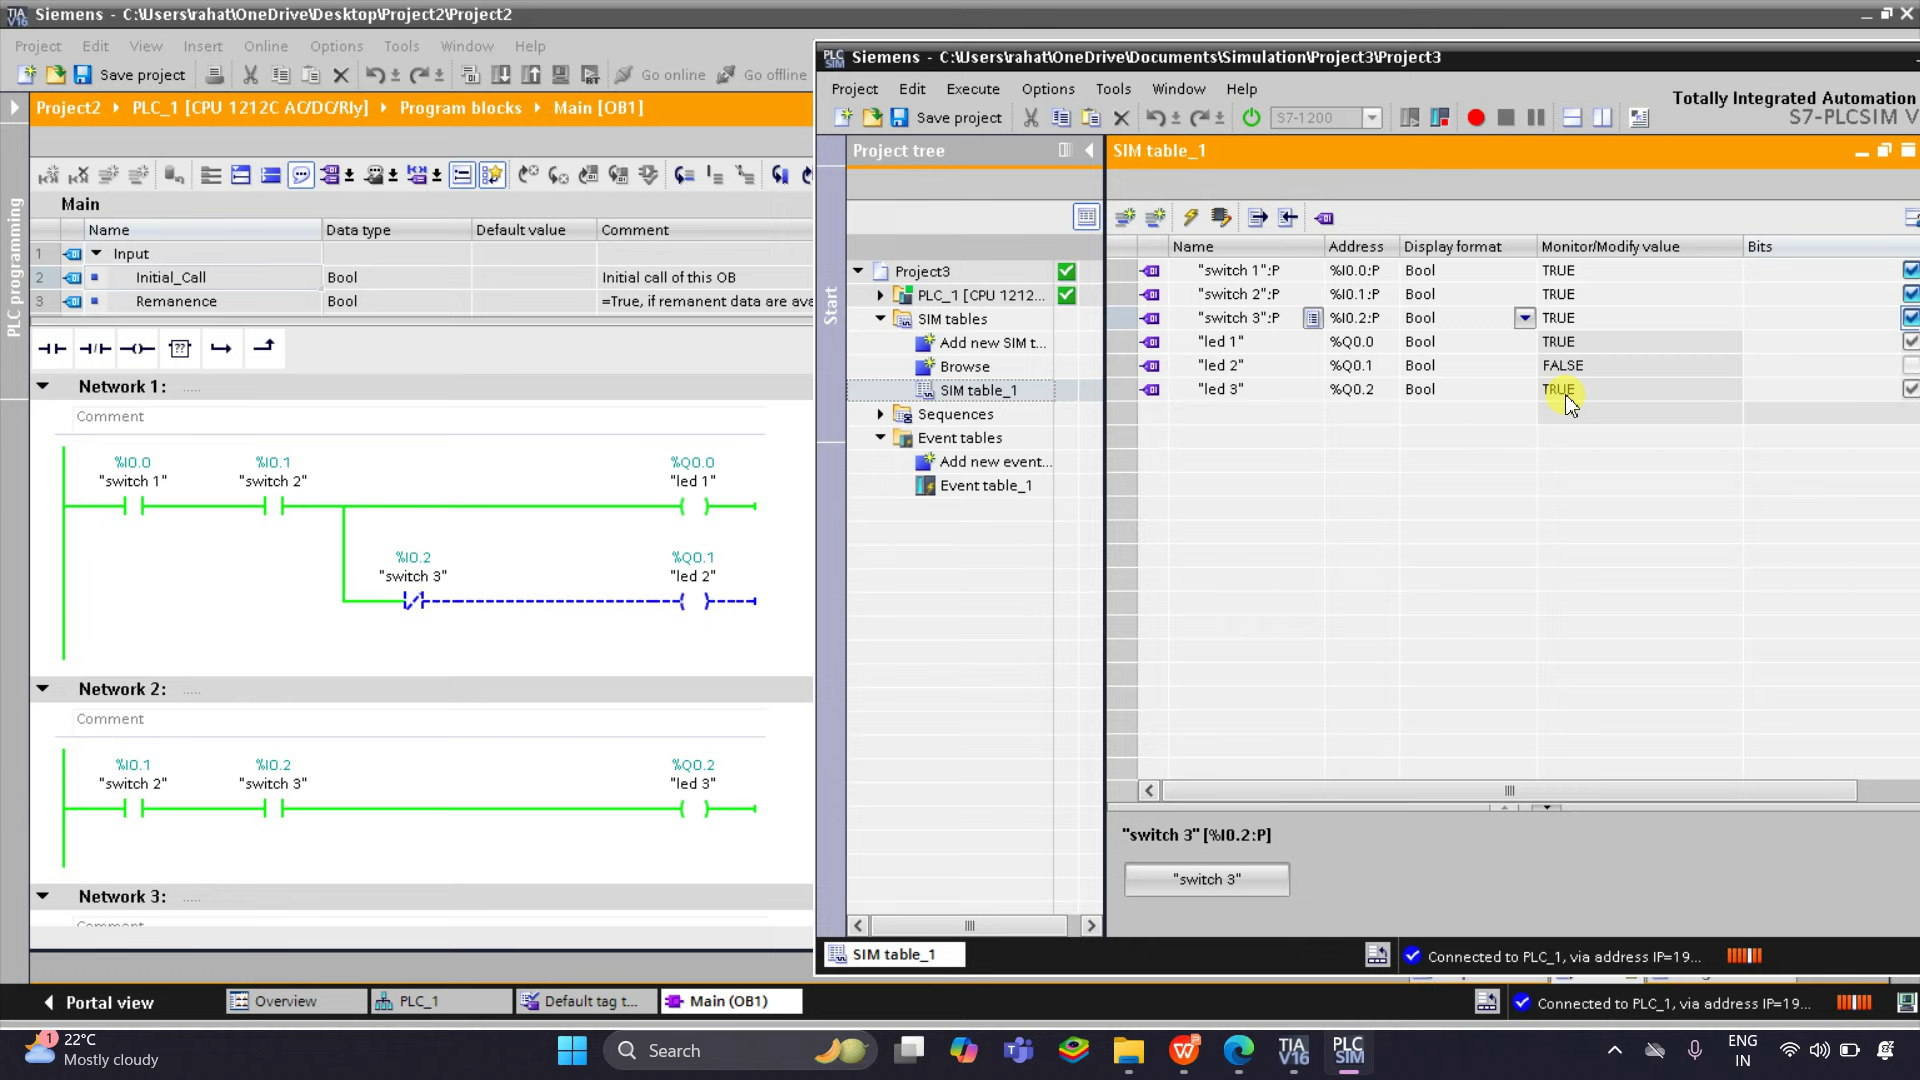 Siemens - C:\Users\rahat\OneDrive\Desktop\Project2\Project2
Project Edit View Insert Online Options Tools Window Help
Save project Go online Go offline
Project2 PLC_1 [CPU 1212C AC/DC/Rly] Program blocks Main [OB1]
Main
Name Data type Default value Comment
1 Input
2 Initial_Call Bool Initial call of this OB
3 Remanence Bool =True, if remanent data are ava
PLC programming
Network 1: .....
Comment
%I0.0 %I0.1 %Q0.0
"switch 1" "switch 2" "led 1"
%I0.2 %Q0.1
"switch 3" "led 2"
Network 2: .....
Comment
%I0.1 %I0.2 %Q0.2
"switch 2" "switch 3" "led 3"
Network 3: .....
Comment
PLC SIM Siemens - C:\Users\rahat\OneDrive\Documents\Simulation\Project3\Project3
Project Edit Execute Options Tools Window Help
Totally Integrated Automation
S7-PLCSIM V
Save project S7-1200
Project tree
Start
Project3
PLC_1 [CPU 1212...
SIM tables
Add new SIM t...
Browse
SIM table_1
Sequences
Event tables
Add new event...
Event table_1
SIM table_1
Name Address Display format Monitor/Modify value Bits
"switch 1":P %I0.0:P Bool TRUE
"switch 2":P %I0.1:P Bool TRUE
"switch 3":P %I0.2:P Bool TRUE
"led 1" %Q0.0 Bool TRUE
"led 2" %Q0.1 Bool FALSE
"led 3" %Q0.2 Bool TRUE
"switch 3" [%I0.2:P]
"switch 3"
SIM table_1 Connected to PLC_1, via address IP=19...
Portal view Overview PLC_1 Default tag t... Main (OB1) Connected to PLC_1, via address IP=19...
1 22°C
Mostly cloudy
Search
TIA V16
PLC SIM
ENG
IN